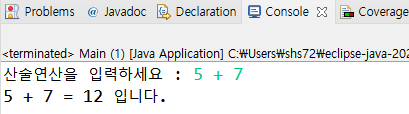 Problems @ Javadoc Declaration Console Coverage
<terminated> Main (1) [Java Application] C:₩Users₩shs72₩eclipse-java-202
산술연산을 입력하세요 : 5 + 7
5 + 7 = 12 입니다.